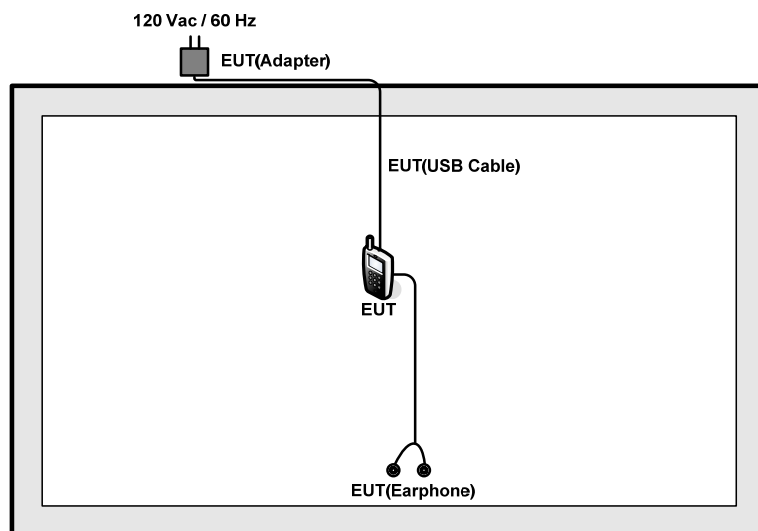 120 Vac / 60 Hz
EUT(Adapter)
EUT(USB Cable)
EUT
EUT(Earphone)